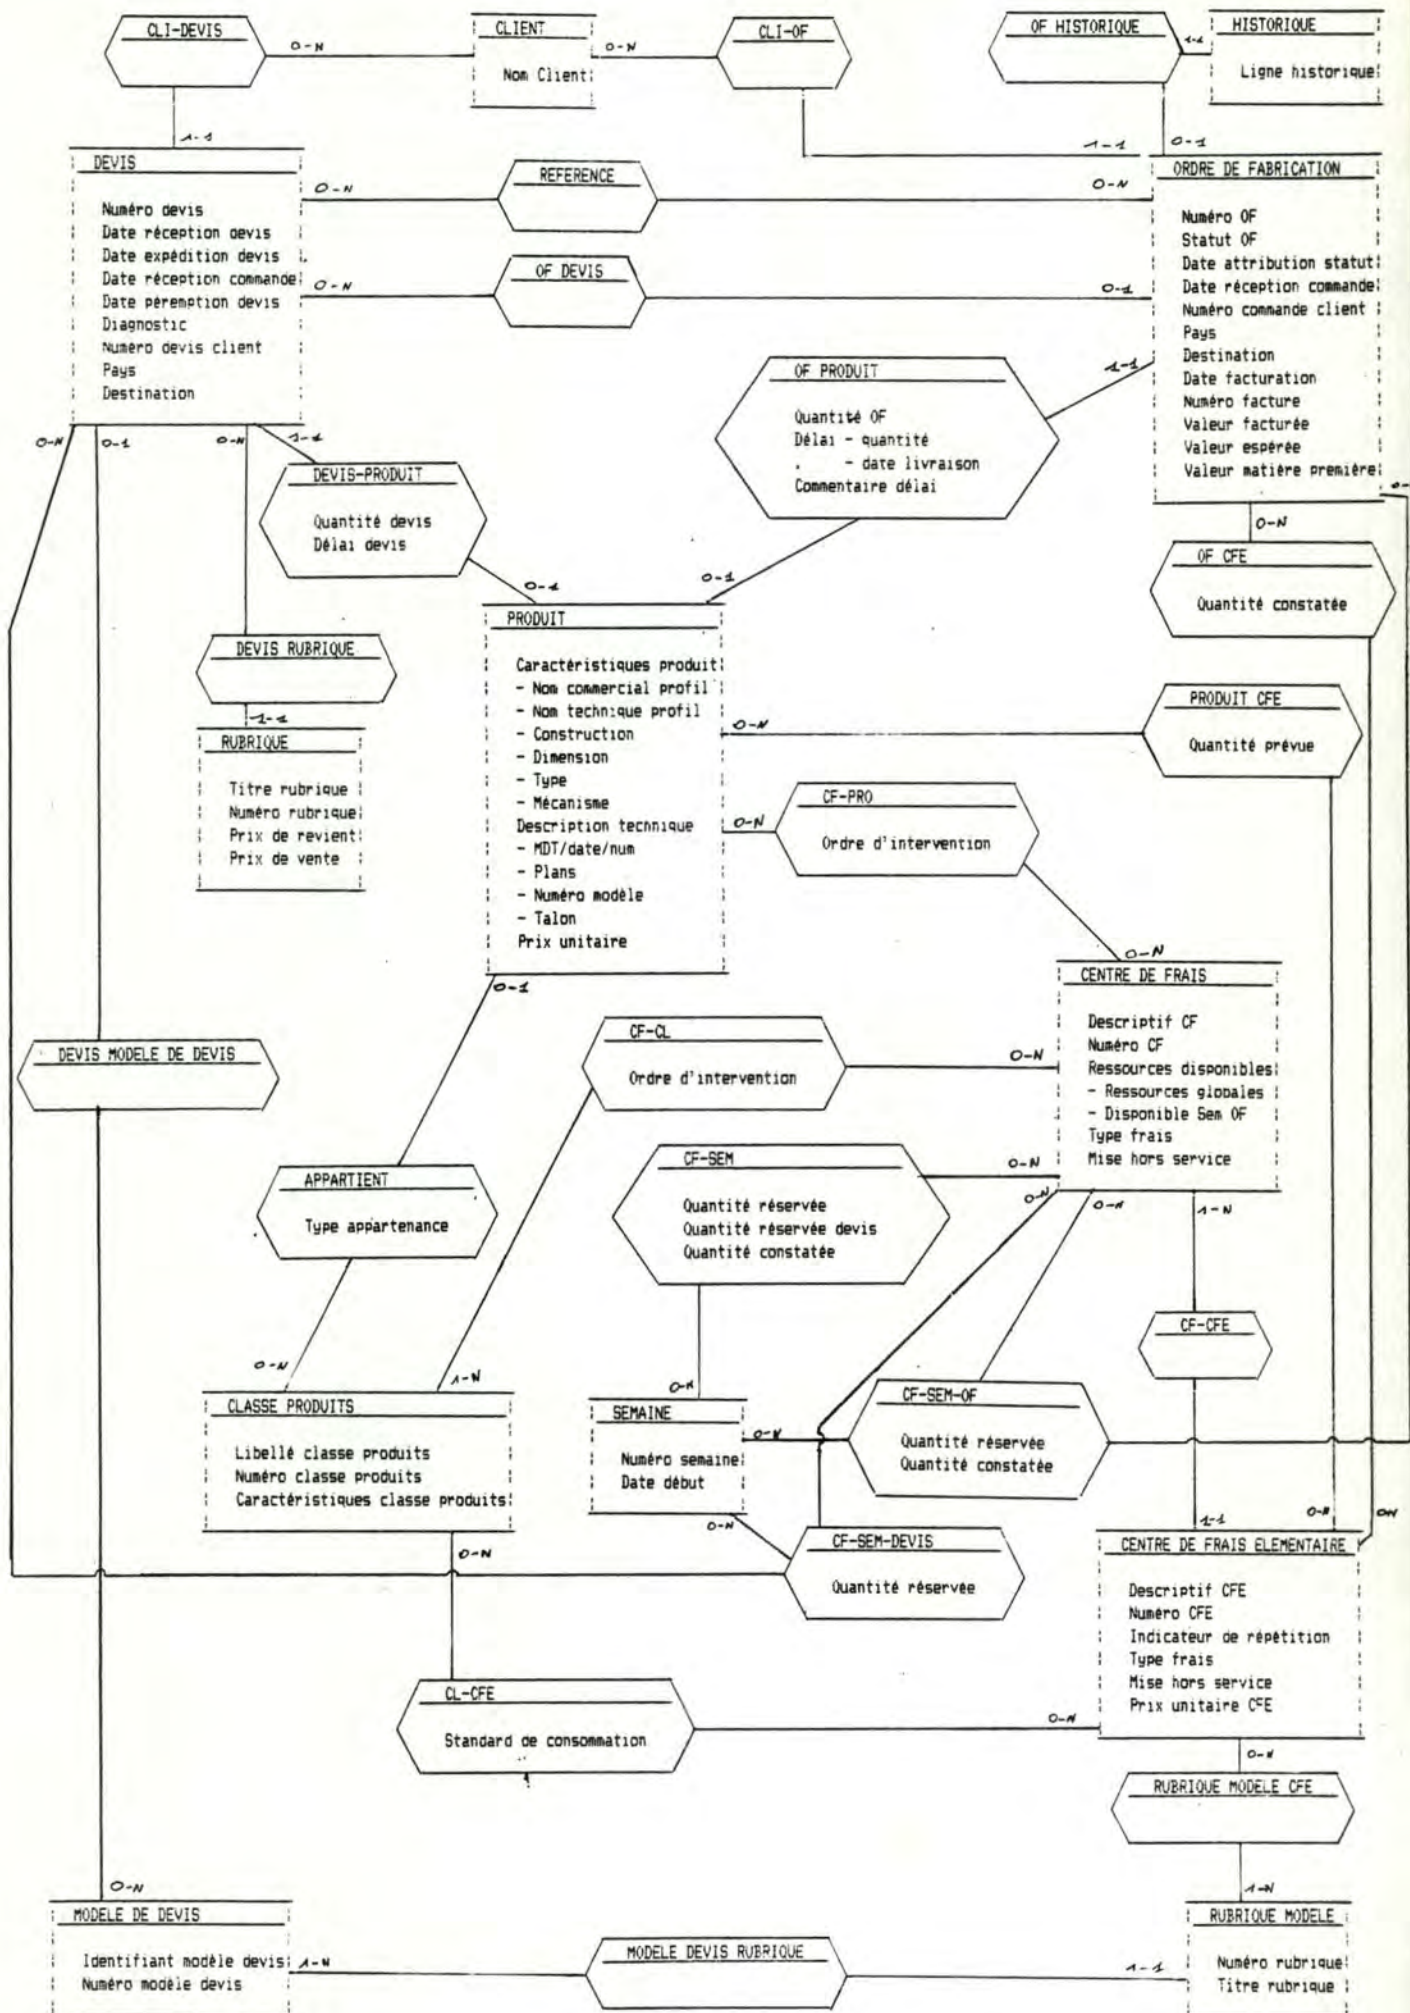 CLI-DEVIS
0-N
CLIENT
Nom Client
0-N
CLI-OF
OF HISTORIQUE
1-1
HISTORIQUE
Ligne historique
1-1
1-1
0-1
DEVIS
Numéro devis
Date réception devis
Date expédition devis
Date réception commande
Date péremption devis
Diagnostic
Numéro devis client
Pays
Destination
0-N
REFERENCE
0-N
0-N
OF DEVIS
0-1
ORDRE DE FABRICATION
Numéro OF
Statut OF
Date attribution statut
Date réception commande
Numéro commande client
Pays
Destination
Date facturation
Numéro facture
Valeur facturée
Valeur espérée
Valeur matière première
OF PRODUIT
Quantité OF
Délai - quantité
. - date livraison
Commentaire délai
1-1
0-N
0-1
0-N
1-1
DEVIS-PRODUIT
Quantité devis
Délai devis
0-1
0-1
0-N
OF CFE
Quantité constatée
DEVIS RUBRIQUE
1-1
RUBRIQUE
Titre rubrique
Numéro rubrique
Prix de revient
Prix de vente
PRODUIT
Caractéristiques produit
- Nom commercial profil
- Nom technique profil
- Construction
- Dimension
- Type
- Mécanisme
Description technique
- MDT/date/num
- Plans
- Numéro modèle
- Talon
Prix unitaire
0-N
PRODUIT CFE
Quantité prévue
0-N
CF-PRO
Ordre d'intervention
0-N
0-1
CENTRE DE FRAIS
Descriptif CF
Numéro CF
Ressources disponibles
- Ressources globales
- Disponible Sem OF
Type frais
Mise hors service
DEVIS MODELE DE DEVIS
CF-CL
Ordre d'intervention
0-N
APPARTIENT
Type appartenance
CF-SEM
Quantité réservée
Quantité réservée devis
Quantité constatée
0-N
0-N
0-N
1-N
CF-CFE
0-N
1-N
0-N
CLASSE PRODUITS
Libellé classe produits
Numéro classe produits
Caractéristiques classe produits
SEMAINE
Numéro semaine
Date début
0-N
CF-SEM-OF
Quantité réservée
Quantité constatée
0-N
0-N
CF-SEM-DEVIS
Quantité réservée
1-1
0-N
0N
CENTRE DE FRAIS ELEMENTAIRE
Descriptif CFE
Numéro CFE
Indicateur de répétition
Type frais
Mise hors service
Prix unitaire CFE
CL-CFE
Standard de consommation
0-N
0-N
RUBRIQUE MODELE CFE
0-N
1-N
MODELE DE DEVIS
Identifiant modèle devis
Numéro modèle devis
1-N
MODELE DEVIS RUBRIQUE
1-1
RUBRIQUE MODELE
Numéro rubrique
Titre rubrique